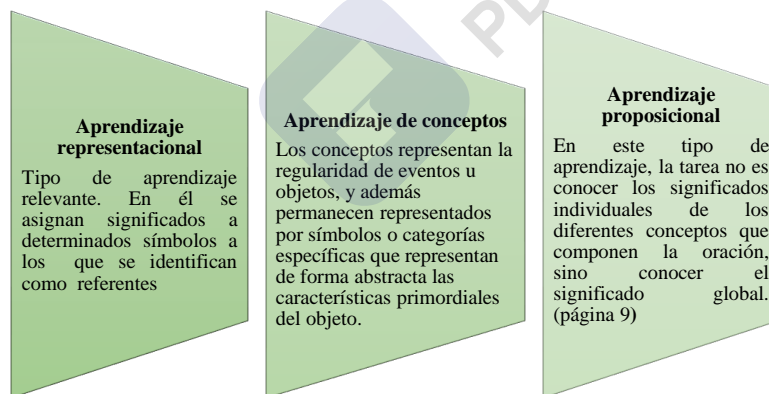 Aprendizaje
representacional
Tipo de aprendizaje
relevante. En él se
asignan significados a
determinados símbolos a
los que se identifican
como referentes
Aprendizaje de conceptos
Los conceptos representan la
regularidad de eventos u
objetos, y además
permanecen representados
por símbolos o categorías
específicas que representan
de forma abstracta las
características primordiales
del objeto.
Aprendizaje
proposicional
En este tipo de
aprendizaje, la tarea no es
conocer los significados
individuales de los
diferentes conceptos que
componen la oración,
sino conocer el
significado global.
(página 9)